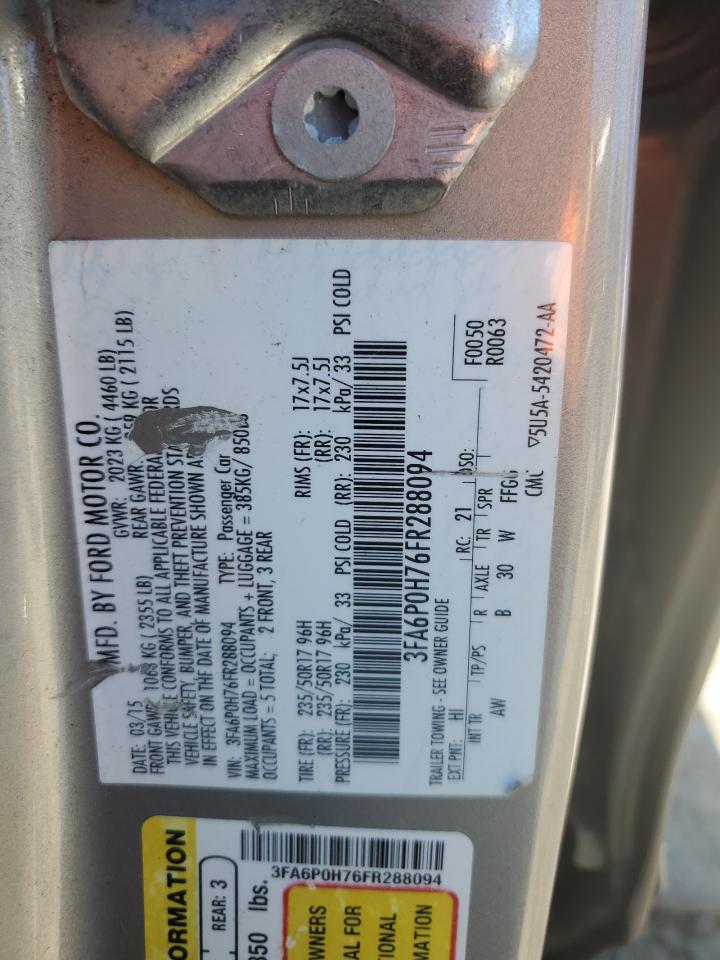 MFD. BY FORD MOTOR CO.
DATE: 03/15 GVWR: 2023 KG ( 4460 LB)
FRONT GAWR: 1068 KG ( 2355 LB) REAR GAWR: KG ( 2115 LB)
THIS VEHICLE CONFORMS TO ALL APPLICABLE FEDERAL
VEHICLE SAFETY, BUMPER, AND THEFT PREVENTION
IN EFFECT ON THE DATE OF MANUFACTURE SHOWN
VIN: 3FA6P0H76FR288094 TYPE: Passenger Car
MAXIMUM LOAD = OCCUPANTS + LUGGAGE = 385KG/ 850LB
OCCUPANTS = 5 TOTAL; 2 FRONT, 3 REAR
TIRE (FR): 235/50R17 96H RIMS (FR): 17x7.5J
(RR): 235/50R17 96H (RR): 17x7.5J
PRESSURE (FR): 230 kPa/ 33 PSI COLD (RR): 230 kPa/ 33 PSI COLD
3FA6P0H76FR288094
TRAILER TOWING - SEE OWNER GUIDE F0050
EXT PNT: HI RC: 21 DSO: R0063
INT TR TP/PS R AXLE TR SPR
AW B 30 W FFGG
CMC ▽5U5A-5420472-AA
ORMATION
REAR: 3
850 lbs.
3FA6P0H76FR288094
OWNERS
AL FOR
MATION